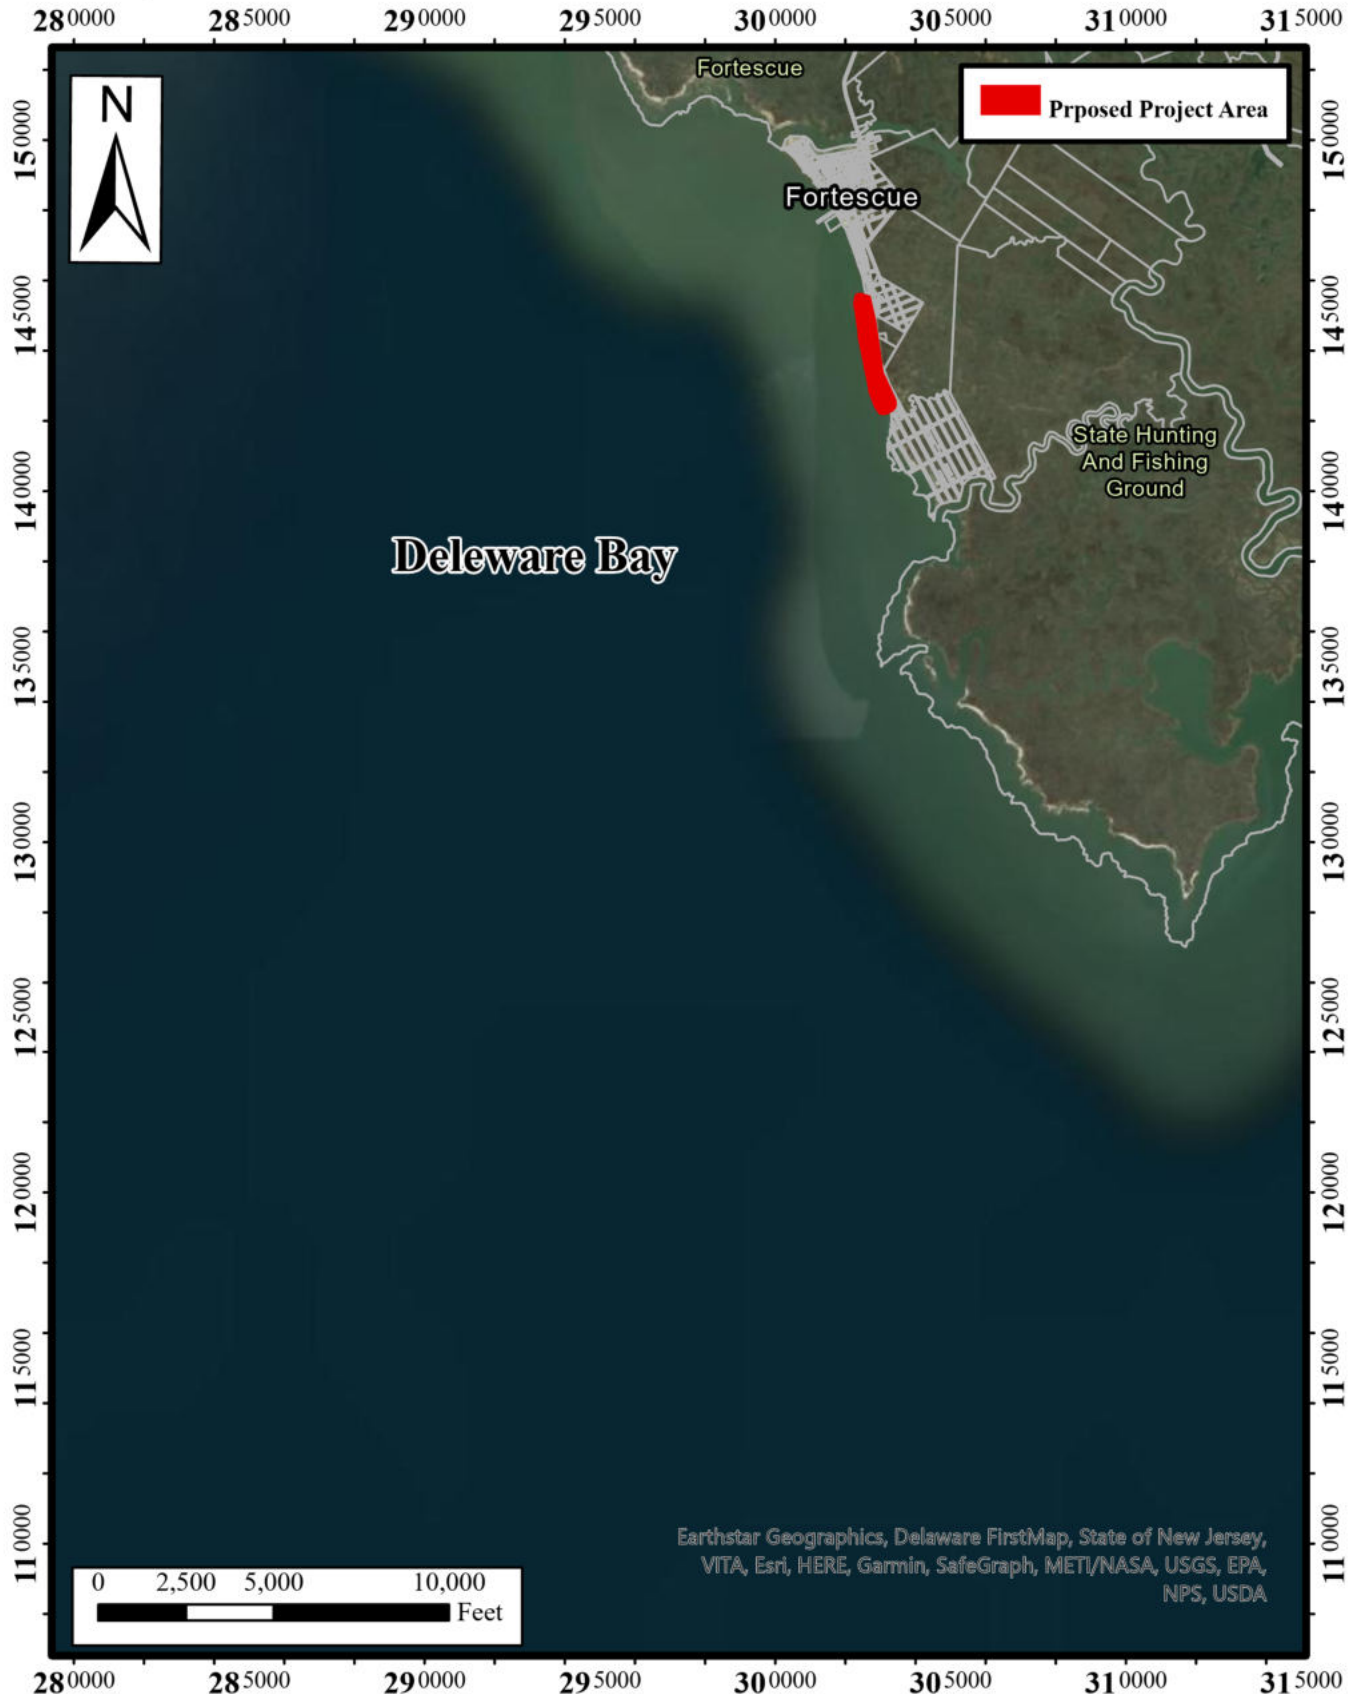 280000 285000 290000 295000 300000 305000 310000 315000
N
Fortescue
Prposed Project Area
Fortescue
150000
150000
145000
145000
State Hunting
And Fishing
Ground
140000
140000
Deleware Bay
135000
135000
130000
130000
125000
125000
120000
120000
115000
115000
110000
110000
Earthstar Geographics, Delaware FirstMap, State of New Jersey,
VITA, Esri, HERE, Garmin, SafeGraph, METI/NASA, USGS, EPA,
NPS, USDA
0 2,500 5,000 10,000
Feet
280000 285000 290000 295000 300000 305000 310000 315000